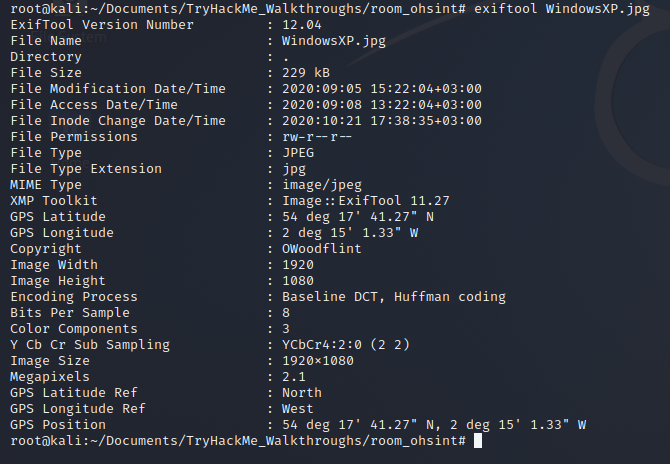 root@kali:~/Documents/TryHackMe_Walkthroughs/room_ohsint# exiftool WindowsXP.jpg
ExifTool Version Number         : 12.04
File Name                       : WindowsXP.jpg
Directory                       : .
File Size                       : 229 kB
File Modification Date/Time     : 2020:09:05 15:22:04+03:00
File Access Date/Time           : 2020:09:08 13:22:04+03:00
File Inode Change Date/Time     : 2020:10:21 17:38:35+03:00
File Permissions                : rw-r--r--
File Type                       : JPEG
File Type Extension             : jpg
MIME Type                       : image/jpeg
XMP Toolkit                     : Image::ExifTool 11.27
GPS Latitude                    : 54 deg 17' 41.27" N
GPS Longitude                   : 2 deg 15' 1.33" W
Copyright                       : OWoodflint
Image Width                     : 1920
Image Height                    : 1080
Encoding Process                : Baseline DCT, Huffman coding
Bits Per Sample                 : 8
Color Components                : 3
Y Cb Cr Sub Sampling            : YCbCr4:2:0 (2 2)
Image Size                      : 1920×1080
Megapixels                      : 2.1
GPS Latitude Ref                : North
GPS Longitude Ref               : West
GPS Position                    : 54 deg 17' 41.27" N, 2 deg 15' 1.33" W
root@kali:~/Documents/TryHackMe_Walkthroughs/room_ohsint#